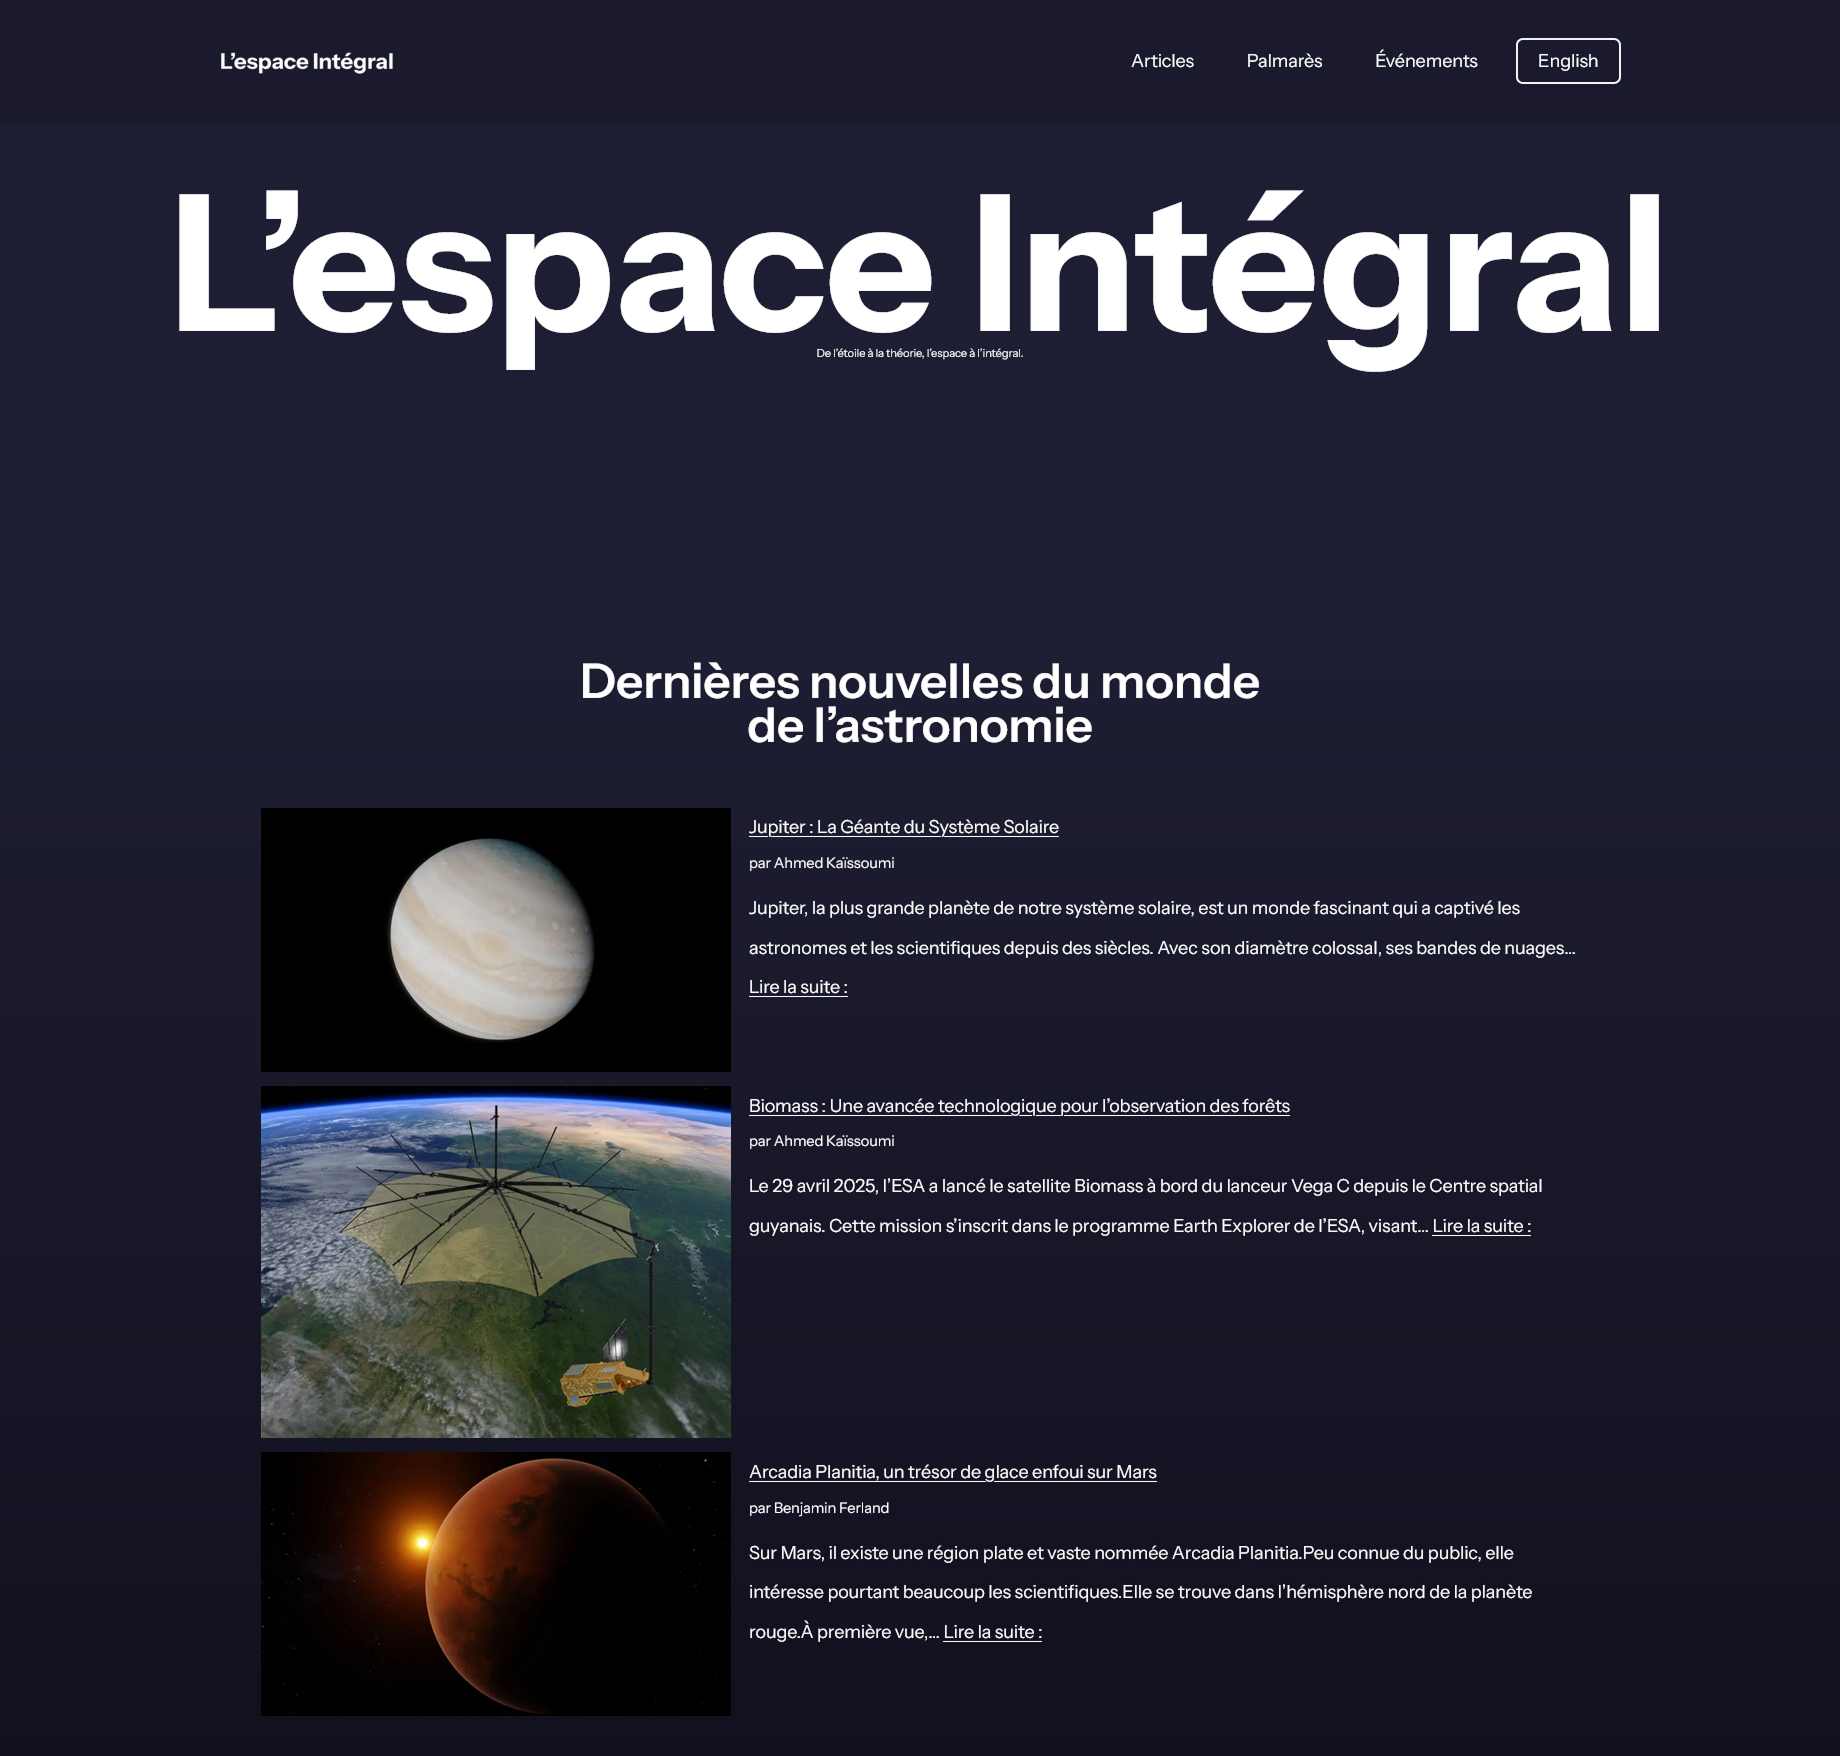 L’espace Intégral
Articles
Palmarès
Événements
English
L’espace Intégral
De l’étoile à la théorie, l’espace à l’intégral.
Dernières nouvelles du monde
de l’astronomie
Jupiter : La Géante du Système Solaire
par Ahmed Kaïssoumi
Jupiter, la plus grande planète de notre système solaire, est un monde fascinant qui a captivé les
astronomes et les scientifiques depuis des siècles. Avec son diamètre colossal, ses bandes de nuages…
Lire la suite :
Biomass : Une avancée technologique pour l’observation des forêts
par Ahmed Kaïssoumi
Le 29 avril 2025, l’ESA a lancé le satellite Biomass à bord du lanceur Vega C depuis le Centre spatial
guyanais. Cette mission s’inscrit dans le programme Earth Explorer de l’ESA, visant… Lire la suite :
Arcadia Planitia, un trésor de glace enfoui sur Mars
par Benjamin Ferland
Sur Mars, il existe une région plate et vaste nommée Arcadia Planitia.Peu connue du public, elle
intéresse pourtant beaucoup les scientifiques.Elle se trouve dans l’hémisphère nord de la planète
rouge.À première vue,… Lire la suite :